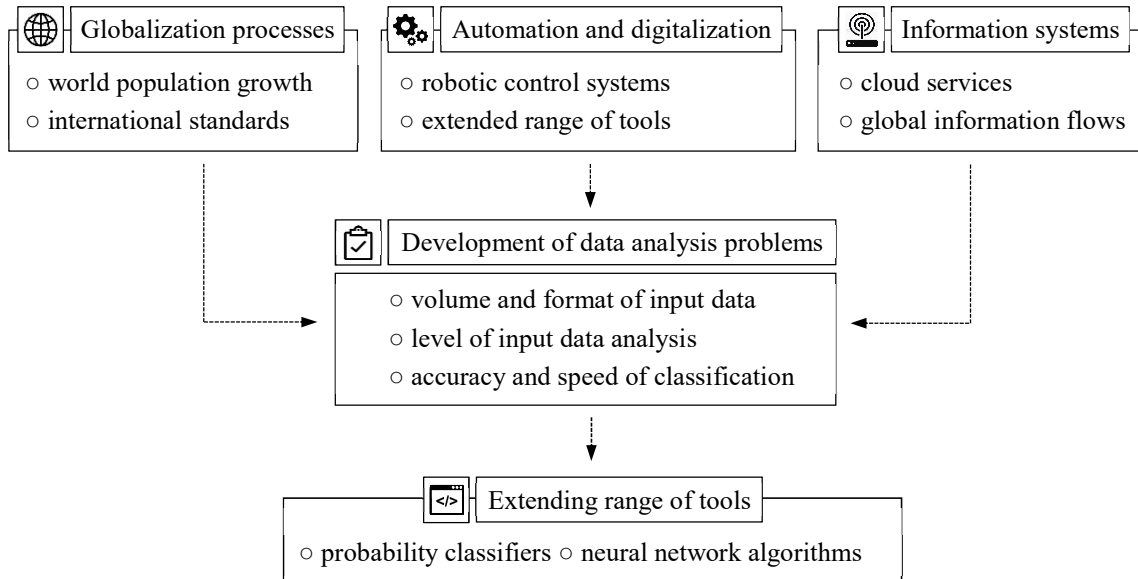 Globalization processes
○ world population growth
○ international standards
Automation and digitalization
○ robotic control systems
○ extended range of tools
Information systems
○ cloud services
○ global information flows
Development of data analysis problems
○ volume and format of input data
○ level of input data analysis
○ accuracy and speed of classification
</> Extending range of tools
○ probability classifiers ○ neural network algorithms